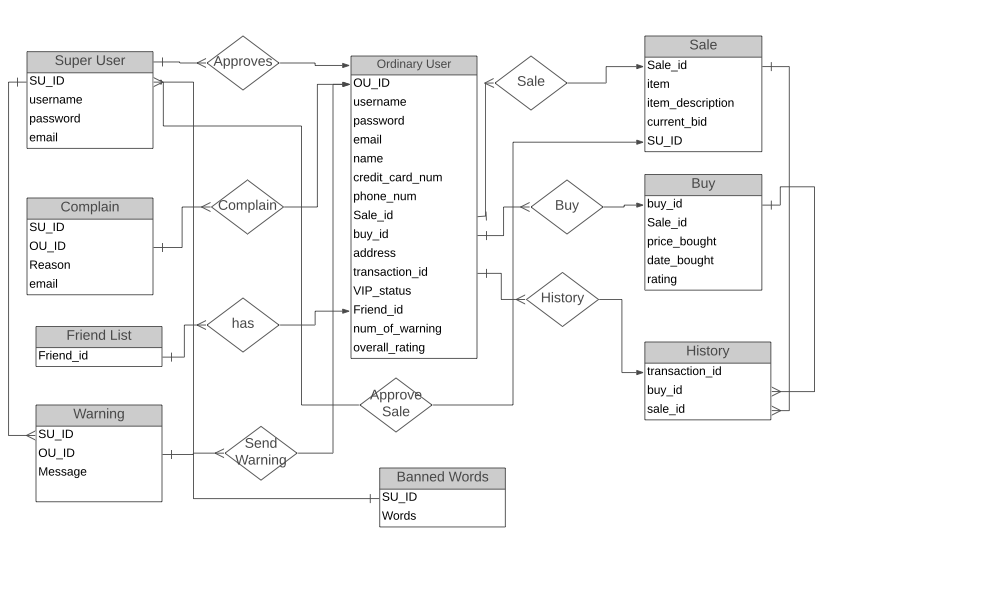 Super User
SU_ID
username
password
email
Approves
Ordinary User
OU_ID
username
password
email
name
credit_card_num
phone_num
Sale_id
buy_id
address
transaction_id
VIP_status
Friend_id
num_of_warning
overall_rating
Sale
Sale
Sale_id
item
item_description
current_bid
SU_ID
Complain
SU_ID
OU_ID
Reason
email
Complain
Buy
Buy
buy_id
Sale_id
price_bought
date_bought
rating
Friend List
Friend_id
has
History
History
transaction_id
buy_id
sale_id
Approve
Sale
Warning
SU_ID
OU_ID
Message
Send
Warning
Banned Words
SU_ID
Words